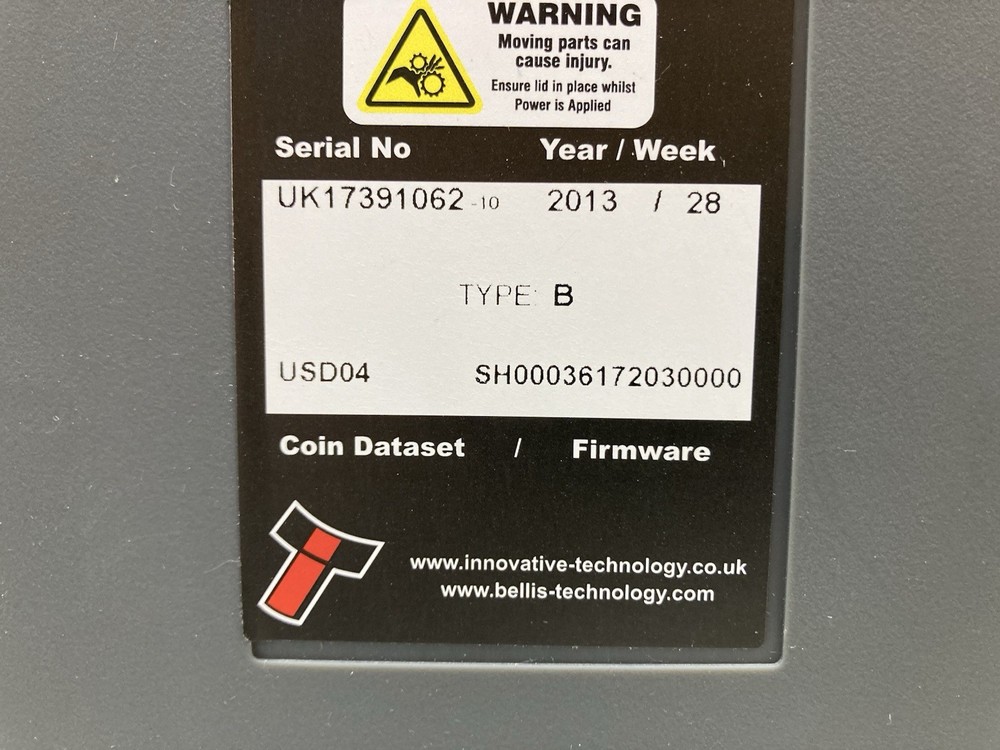 WARNING
Moving parts can
cause injury.
Ensure lid in place whilst
Power is Applied
Serial No Year / Week
UK17391062 -10 2013 / 28
TYPE: B
USD04 SH00036172030000
Coin Dataset / Firmware
www.innovative-technology.co.uk
www.bellis-technology.com